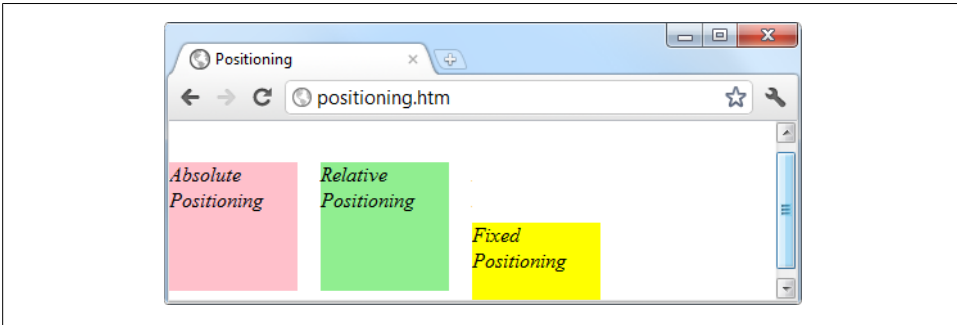 Positioning
positioning.htm
Absolute
Positioning
Relative
Positioning
Fixed
Positioning